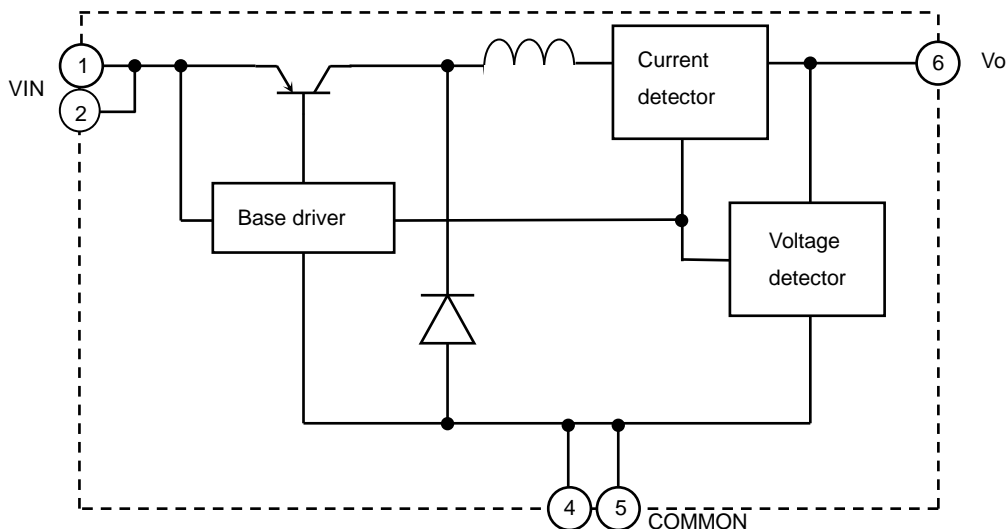 1
VIN
2
Current
detector
6
Vo
Base driver
Voltage
detector
4
5
COMMON